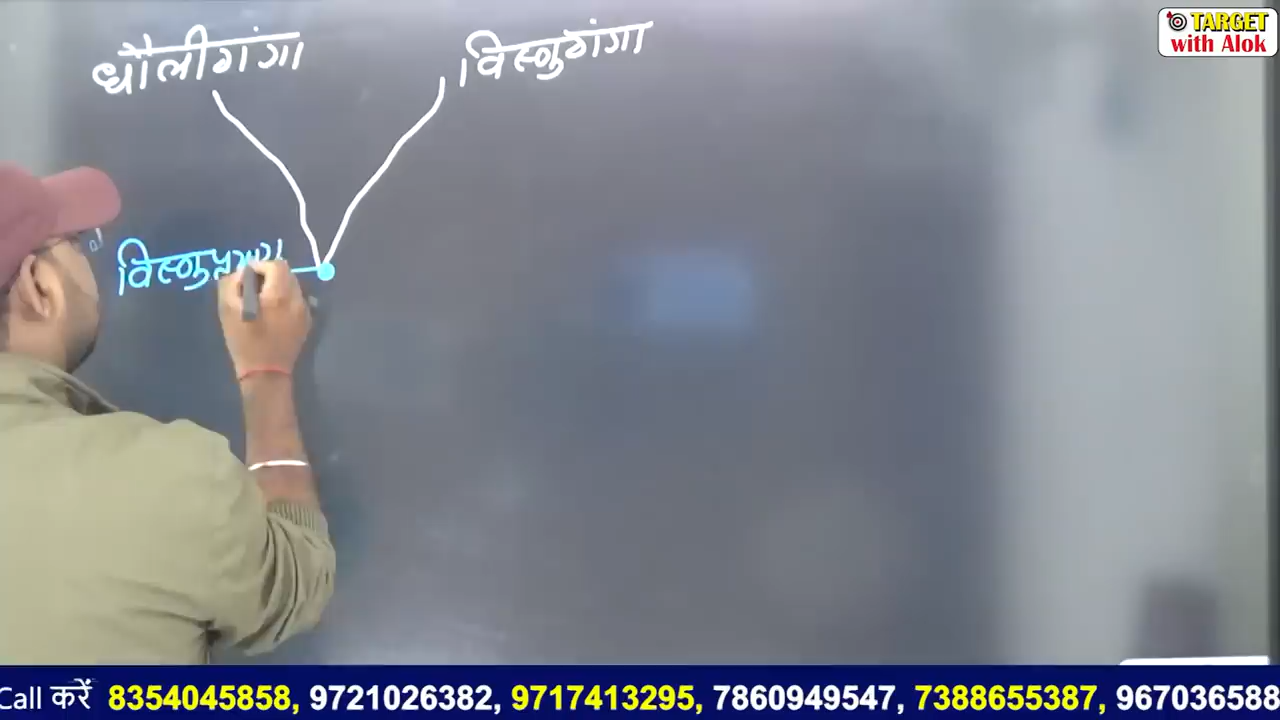 धौलीगंगा
विस्नुगंगा
विस्नुप्रयाग
TARGET
with Alok
Call करें 8354045858, 9721026382, 9717413295, 7860949547, 7388655387, 967036588